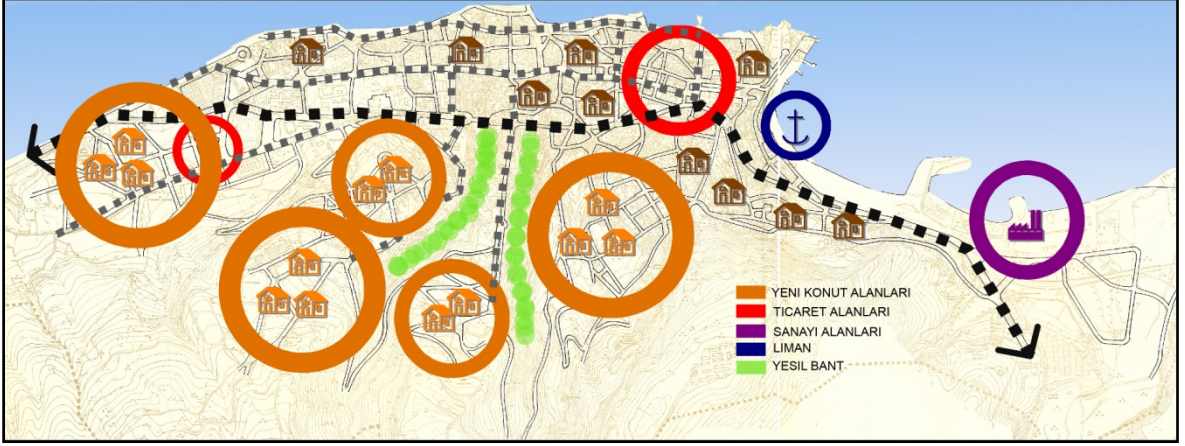 YENİ KONUT ALANLARI
TICARET ALANLARI
SANAYI ALANLARI
LIMAN
YESIL BANT